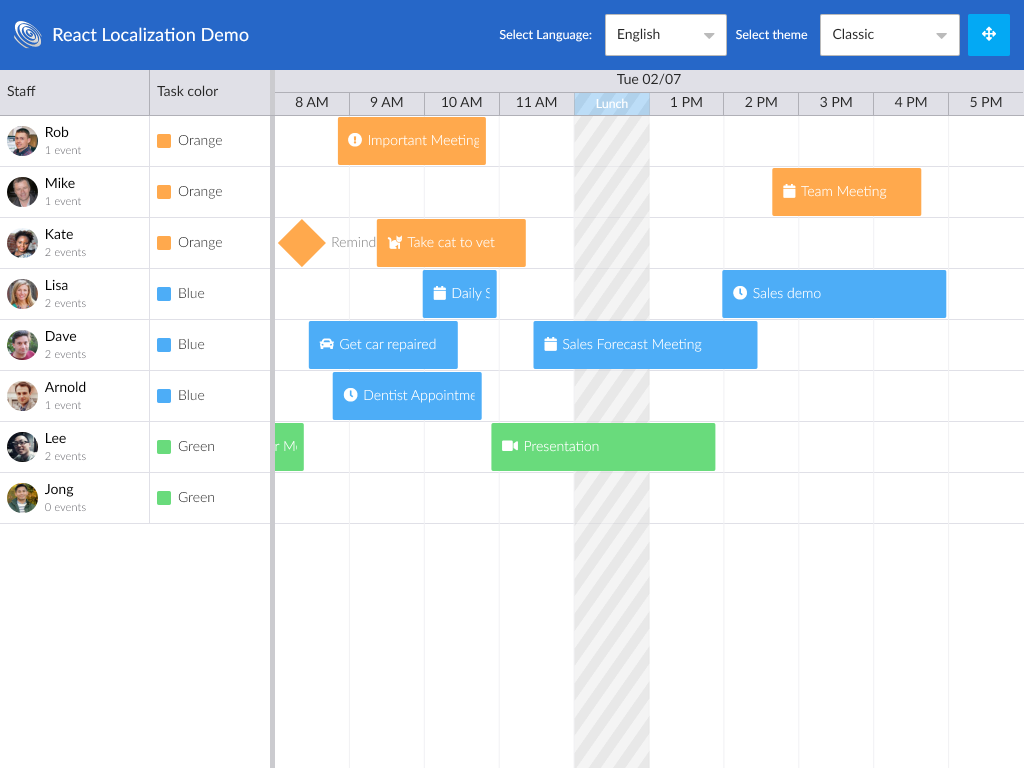 React Localization Demo
Select Language:
English
Select theme
Classic
Staff
Task color
Tue 02/07
8 AM
9 AM
10 AM
11 AM
Lunch
1 PM
2 PM
3 PM
4 PM
5 PM
Rob
1 event
Orange
Important Meeting
Mike
1 event
Orange
Team Meeting
Kate
2 events
Orange
Remind
Take cat to vet
Lisa
2 events
Blue
Daily S
Sales demo
Dave
2 events
Blue
Get car repaired
Sales Forecast Meeting
Arnold
1 event
Blue
Dentist Appointme
Lee
2 events
Green
r M
Presentation
Jong
0 events
Green